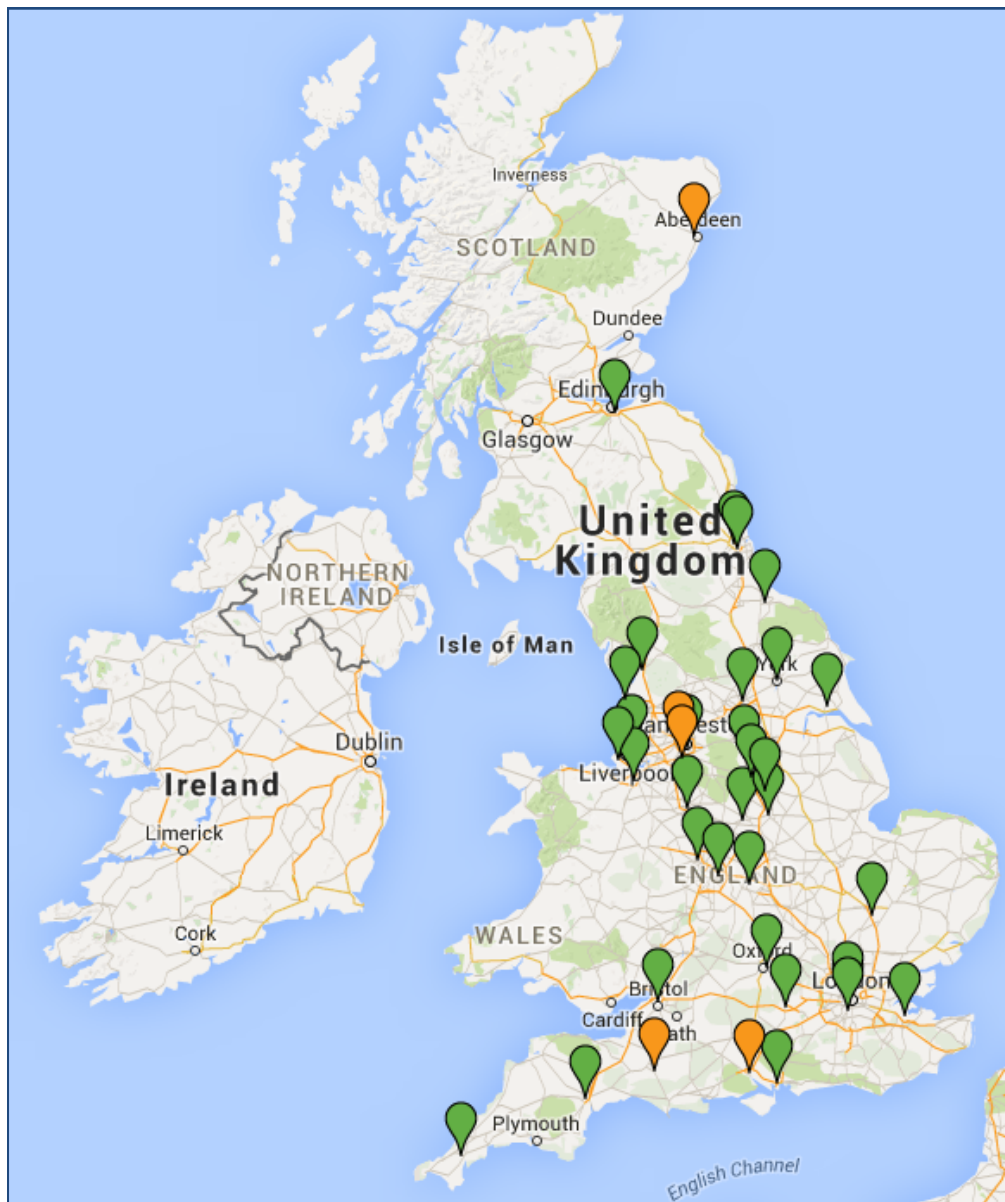 Inverness
Aberdeen
SCOTLAND
Dundee
Edinburgh
Glasgow
United
Kingdom
NORTHERN
IRELAND
Isle of Man
York
Dublin
Ireland
Liverpool
Limerick
ENGLAND
Cork
WALES
Oxford
London
Bristol
Cardiff
Plymouth
English Channel